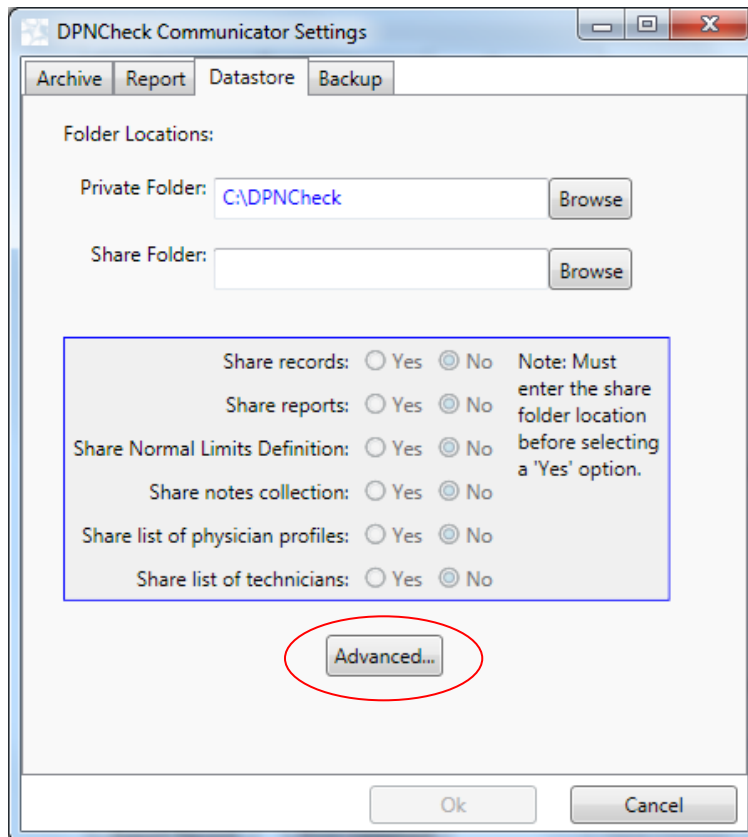 DPNCheck Communicator Settings
Archive Report Datastore Backup
Folder Locations:
Private Folder: C:\DPNCheck Browse
Share Folder: Browse
Share records: Yes No
Share reports: Yes No
Share Normal Limits Definition: Yes No
Share notes collection: Yes No
Share list of physician profiles: Yes No
Share list of technicians: Yes No
Note: Must
enter the share
folder location
before selecting
a 'Yes' option.
Advanced...
Ok Cancel